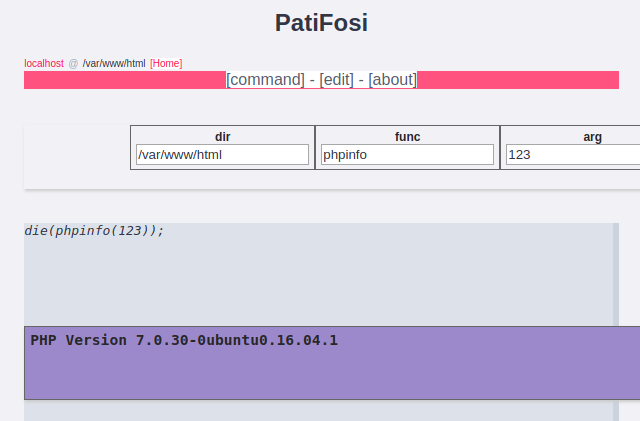 PatiFosi
localhost @ /var/www/html [Home]
[command] - [edit] - [about]
dir func arg
/var/www/html phpinfo 123
die(phpinfo(123));
PHP Version 7.0.30-0ubuntu0.16.04.1